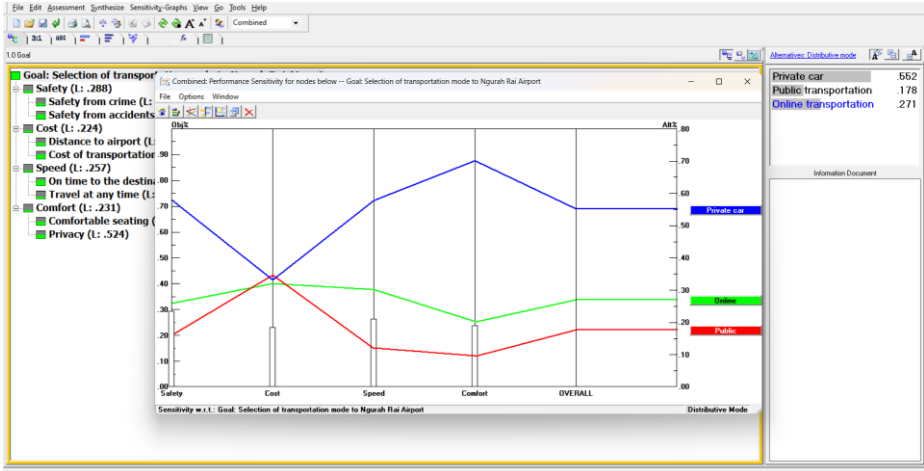 File Edit Assessment Synthesize Sensitivity-Graphs View Go Tools Help
Combined
3:1 ABC
1.0 Goal
Alternatives: Distributive mode
Goal: Selection of transport
Safety (L: .288)
Safety from crime (L:
Safety from accidents
Cost (L: .224)
Distance to airport (L
Cost of transportation
Speed (L: .257)
On time to the destina
Travel at any time (L:
Comfort (L: .231)
Comfortable seating (
Privacy (L: .524)
Combined: Performance Sensitivity for nodes below -- Goal: Selection of transportation mode to Ngurah Rai Airport
File Options Window
Obj%
Alt%
.90
.80
.70
.60
.50
.40
.30
.20
.10
.00
.80
.70
.60
.50
.40
.30
.20
.10
.00
Private car
Online
Public
Safety Cost Speed Comfort OVERALL
Sensitivity w.r.t.: Goal: Selection of transportation mode to Ngurah Rai Airport
Distributive Mode
Private car .552
Public transportation .178
Online transportation .271
Information Document